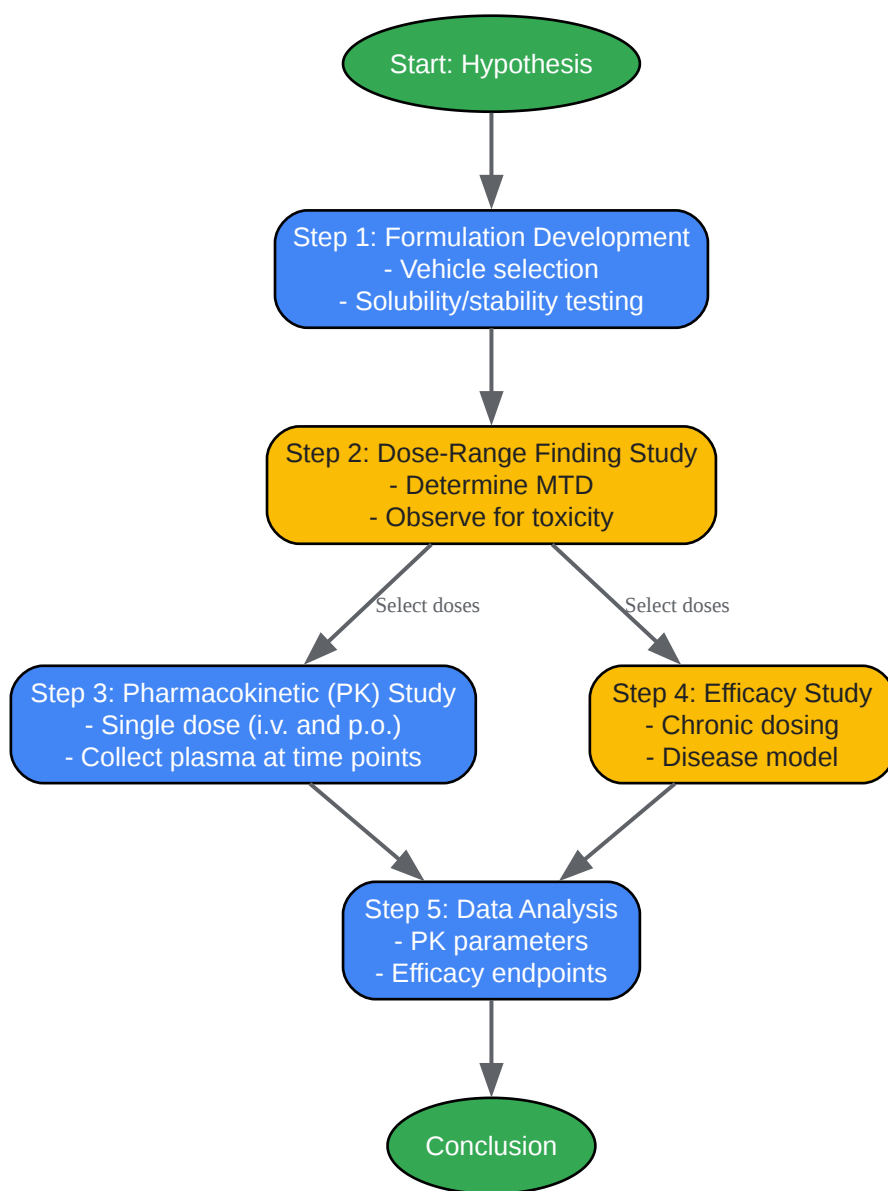 Start: Hypothesis
Step 1: Formulation Development
- Vehicle selection
- Solubility/stability testing
Step 2: Dose-Range Finding Study
- Determine MTD
- Observe for toxicity
Select doses
Select doses
Step 3: Pharmacokinetic (PK) Study
- Single dose (i.v. and p.o.)
- Collect plasma at time points
Step 4: Efficacy Study
- Chronic dosing
- Disease model
Step 5: Data Analysis
- PK parameters
- Efficacy endpoints
Conclusion